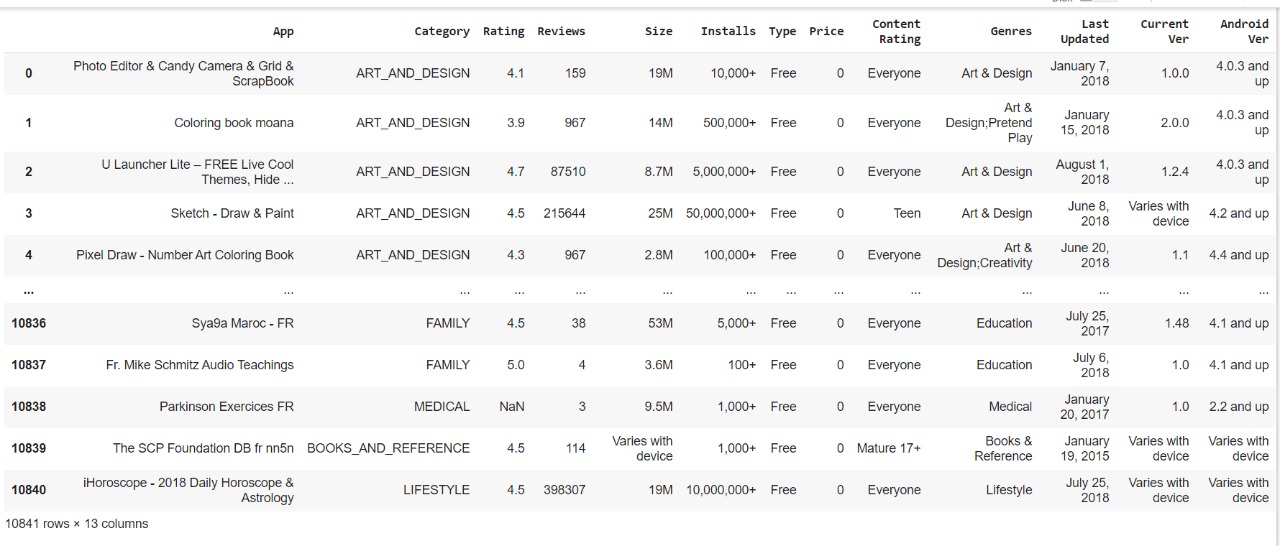 App Category Rating Reviews Size Installs Type Price Content Rating Genres Last Updated Current Ver Android Ver
0 Photo Editor & Candy Camera & Grid & ScrapBook ART_AND_DESIGN 4.1 159 19M 10,000+ Free 0 Everyone Art & Design January 7, 2018 1.0.0 4.0.3 and up
1 Coloring book moana ART_AND_DESIGN 3.9 967 14M 500,000+ Free 0 Everyone Art & Design;Pretend Play January 15, 2018 2.0.0 4.0.3 and up
2 U Launcher Lite – FREE Live Cool Themes, Hide ... ART_AND_DESIGN 4.7 87510 8.7M 5,000,000+ Free 0 Everyone Art & Design August 1, 2018 1.2.4 4.0.3 and up
3 Sketch - Draw & Paint ART_AND_DESIGN 4.5 215644 25M 50,000,000+ Free 0 Teen Art & Design June 8, 2018 Varies with device 4.2 and up
4 Pixel Draw - Number Art Coloring Book ART_AND_DESIGN 4.3 967 2.8M 100,000+ Free 0 Everyone Art & Design;Creativity June 20, 2018 1.1 4.4 and up
... ... ... ... ... ... ... ... ... ... ... ... ... ...
10836 Sya9a Maroc - FR FAMILY 4.5 38 53M 5,000+ Free 0 Everyone Education July 25, 2017 1.48 4.1 and up
10837 Fr. Mike Schmitz Audio Teachings FAMILY 5.0 4 3.6M 100+ Free 0 Everyone Education July 6, 2018 1.0 4.1 and up
10838 Parkinson Exercices FR MEDICAL NaN 3 9.5M 1,000+ Free 0 Everyone Medical January 20, 2017 1.0 2.2 and up
10839 The SCP Foundation DB fr nn5n BOOKS_AND_REFERENCE 4.5 114 Varies with device 1,000+ Free 0 Mature 17+ Books & Reference January 19, 2015 Varies with device Varies with device
10840 iHoroscope - 2018 Daily Horoscope & Astrology LIFESTYLE 4.5 398307 19M 10,000,000+ Free 0 Everyone Lifestyle July 25, 2018 Varies with device Varies with device
10841 rows × 13 columns